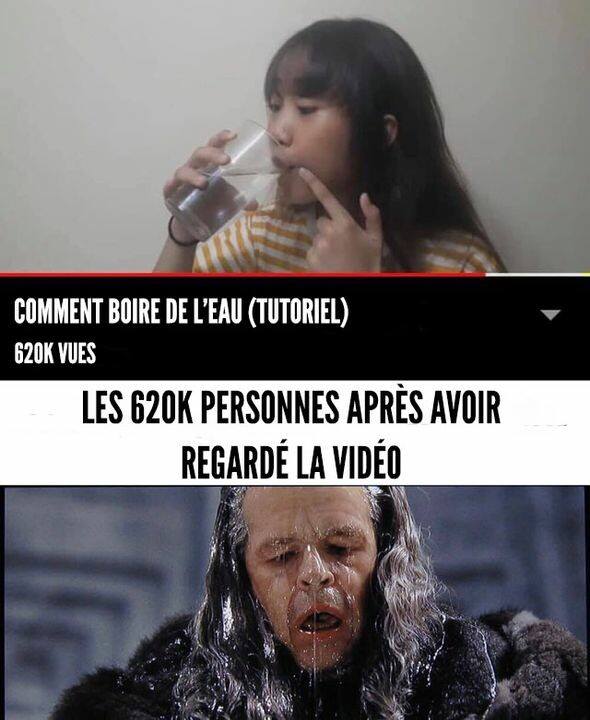 COMMENT BOIRE DE L'EAU (TUTORIEL)
620K VUES
LES 620K PERSONNES APRÈS AVOIR
REGARDÉ LA VIDÉO